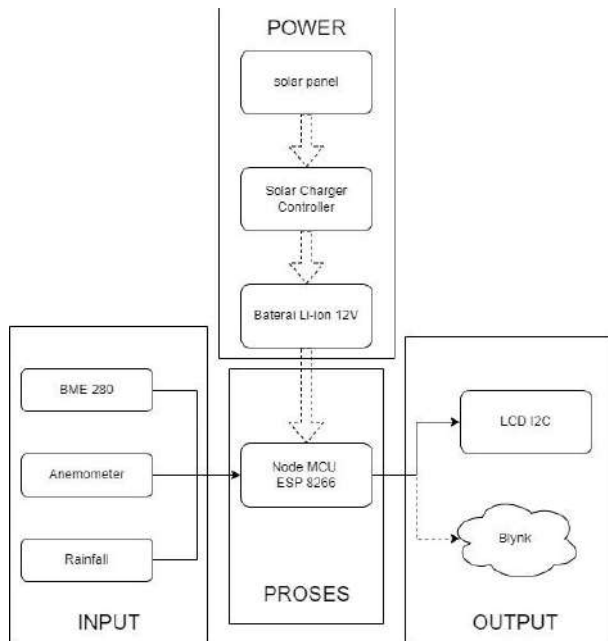 POWER
solar panel
Solar Charger
Controller
Baterai Li-Ion 12V
BME 280
Anemometer
Rainfall
INPUT
Node MCU
ESP 8266
PROSES
LCD I2C
Blynk
OUTPUT